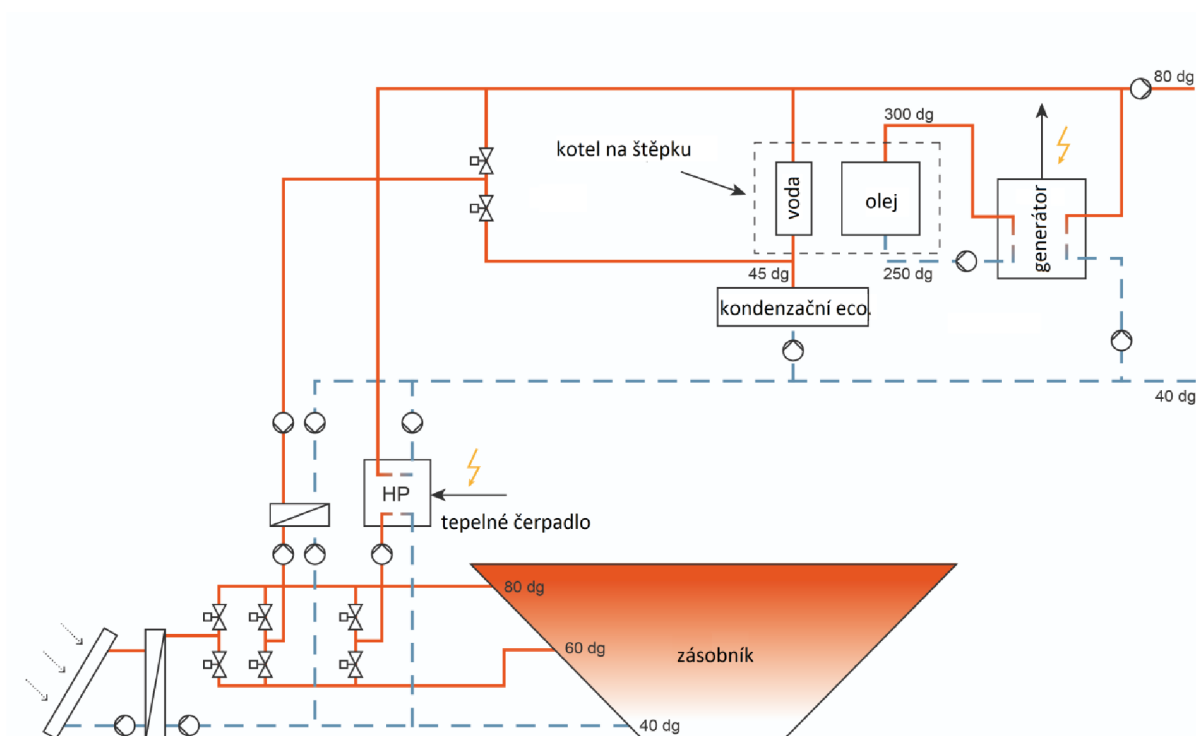 80 dg
300 dg
kotel na štěpku
voda
olej
generátor
45 dg
250 dg
kondenzační eco.
40 dg
HP
tepelné čerpadlo
80 dg
60 dg
zásobník
40 dg